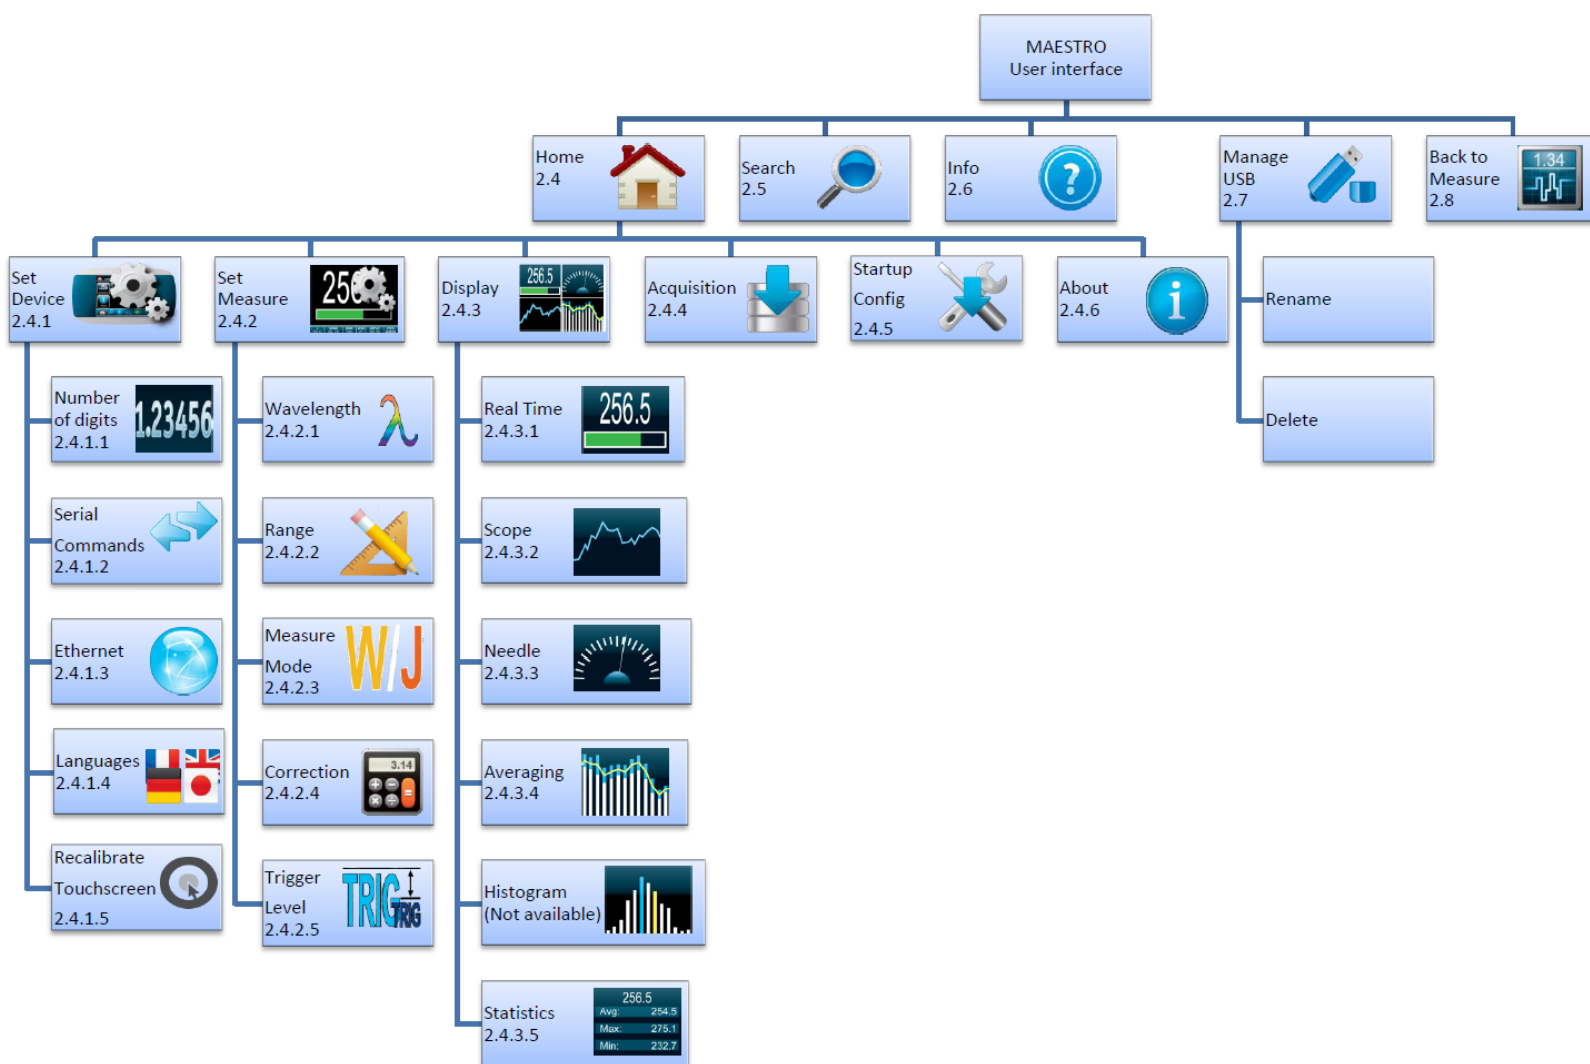 MAESTRO
User interface
Home
2.4
Search
2.5
Info
2.6
?
Manage
USB
2.7
Back to
Measure
2.8
1.34
Set
Device
2.4.1
Set
Measure
2.4.2
Display
2.4.3
256.5
Acquisition
2.4.4
Startup
Config
2.4.5
About
2.4.6
i
Number
of digits
2.4.1.1
1.23456
Serial
Commands
2.4.1.2
Ethernet
2.4.1.3
Languages
2.4.1.4
Recalibrate
Touchscreen
2.4.1.5
Wavelength
2.4.2.1
λ
Range
2.4.2.2
Measure
Mode
2.4.2.3
W/J
Correction
2.4.2.4
3.14
+ −
× ÷ =
Trigger
Level
2.4.2.5
TRIG
TRIG
Real Time
2.4.3.1
256.5
Scope
2.4.3.2
Needle
2.4.3.3
Averaging
2.4.3.4
Histogram
(Not available)
Statistics
2.4.3.5
256.5
Avg: 254.5
Max: 275.1
Min: 232.7
Rename
Delete